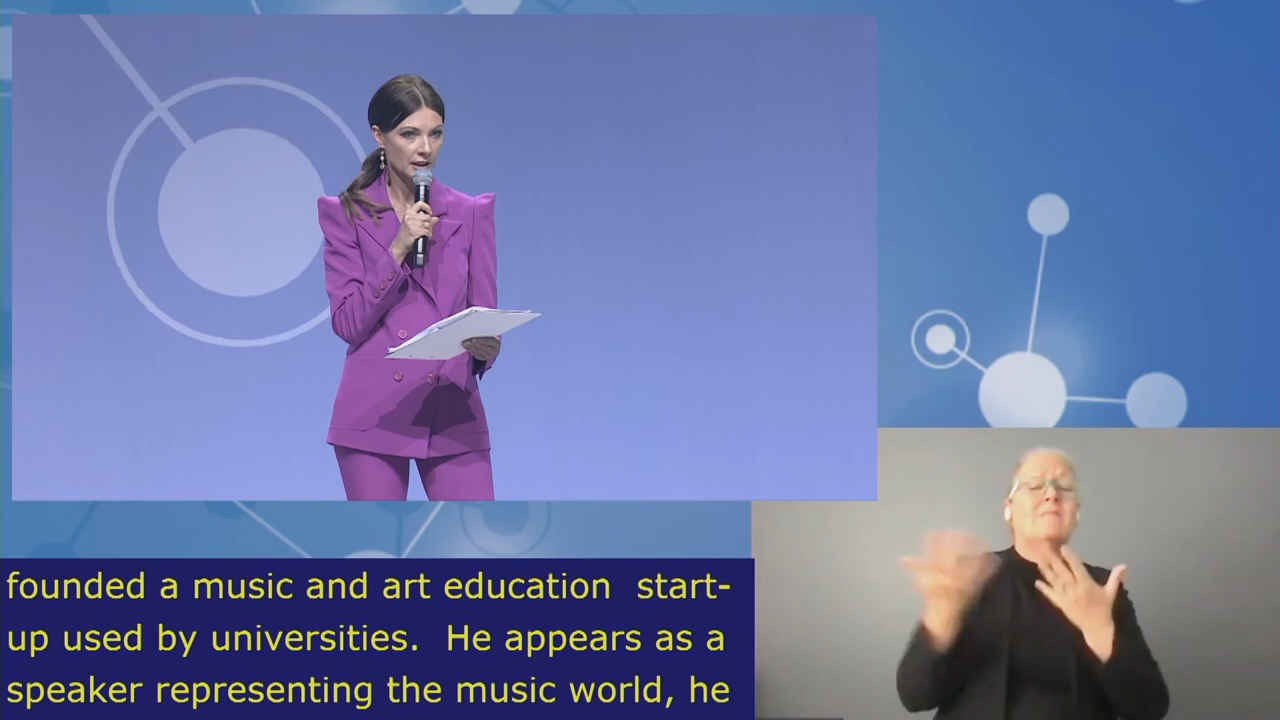 founded a music and art education  start-
up used by universities.  He appears as a
speaker representing the music world, he